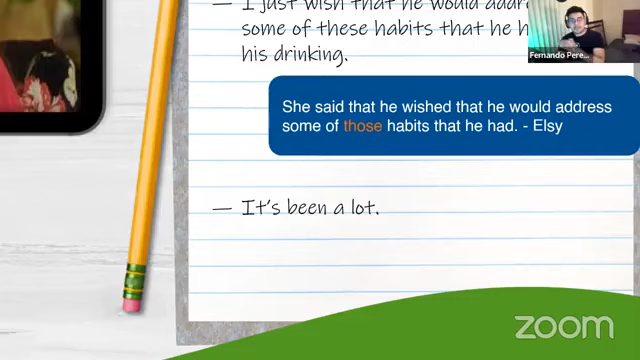 — I just wish that he would addre
some of these habits that he h
his drinking.
Fernando Pere...
She said that he wished that he would address
some of those habits that he had. - Elsy
— It's been a lot.
zoom